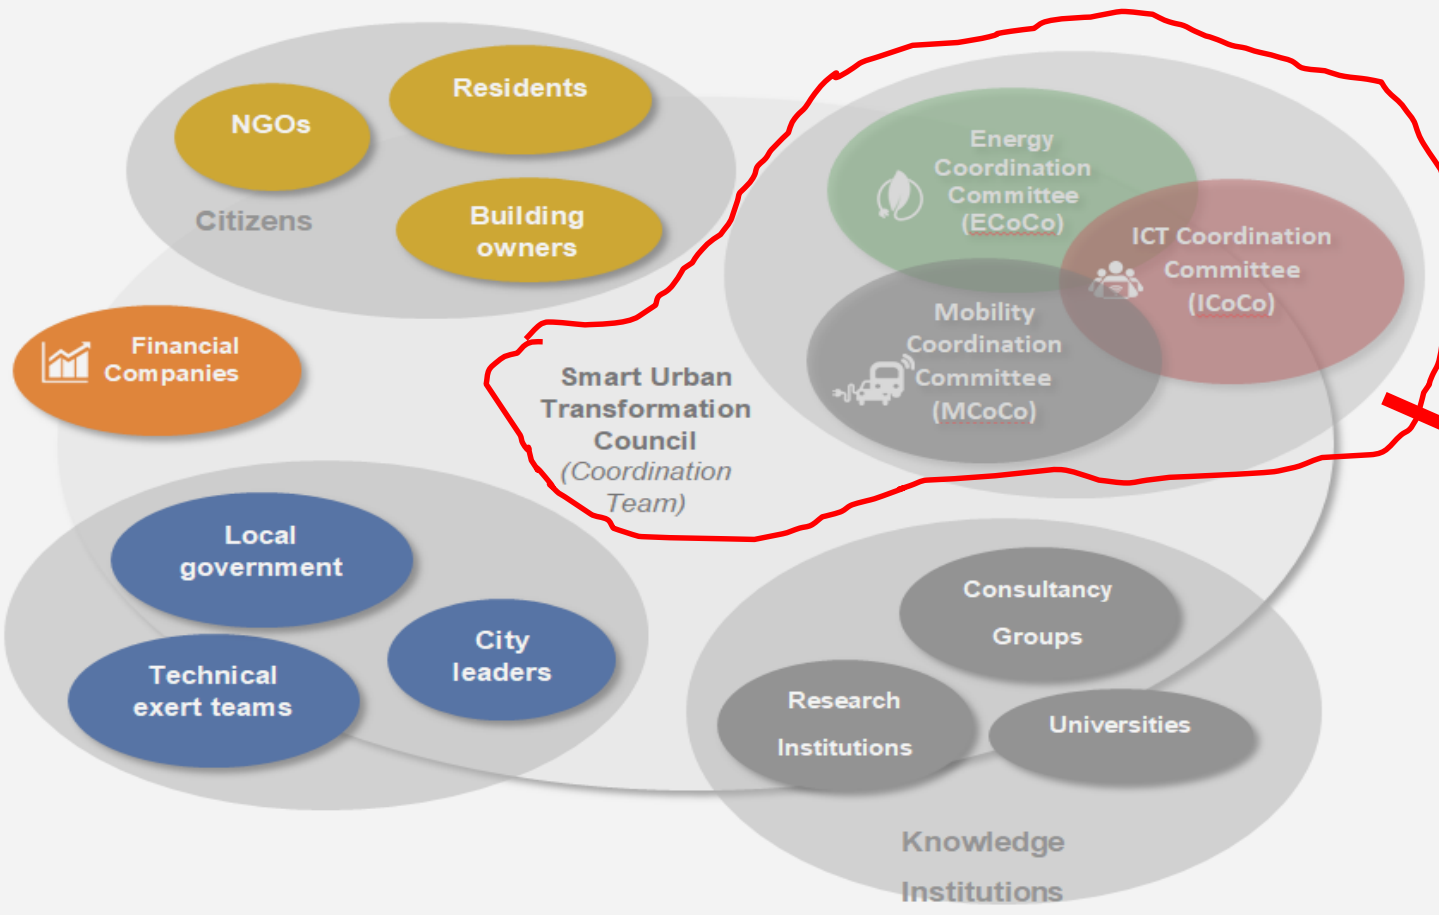 Residents
NGOs
Building
owners
Citizens
Energy
Coordination
Committee
(ECoCo)
ICT Coordination
Committee
(ICoCo)
Mobility
Coordination
Committee
(MCoCo)
Financial
Companies
Smart Urban
Transformation
Council
(Coordination
Team)
Local
government
City
leaders
Technical
exert teams
Consultancy
Groups
Research
Institutions
Universities
Knowledge
Institutions